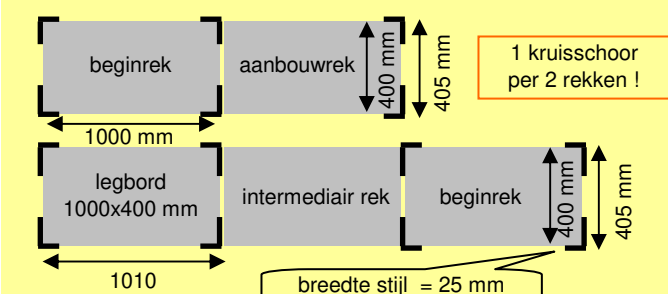 beginrek
aanbouwrek
400 mm
405 mm
1 kruisschoor
per 2 rekken !
1000 mm
legbord
1000x400 mm
intermediair rek
beginrek
400 mm
405 mm
1010
breedte stijl = 25 mm